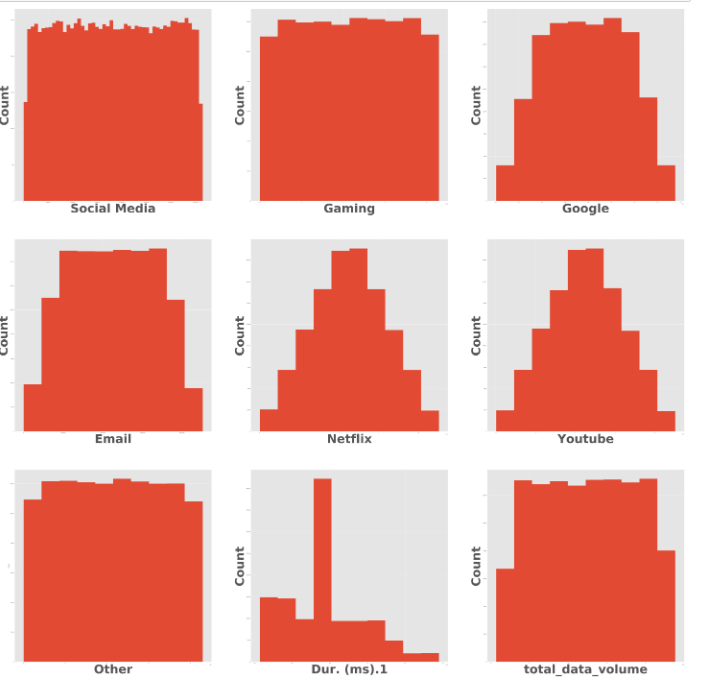 Count
Social Media
Count
Gaming
Count
Google
Count
Email
Count
Netflix
Count
Youtube
Other
Count
Dur. (ms).1
Count
total_data_volume